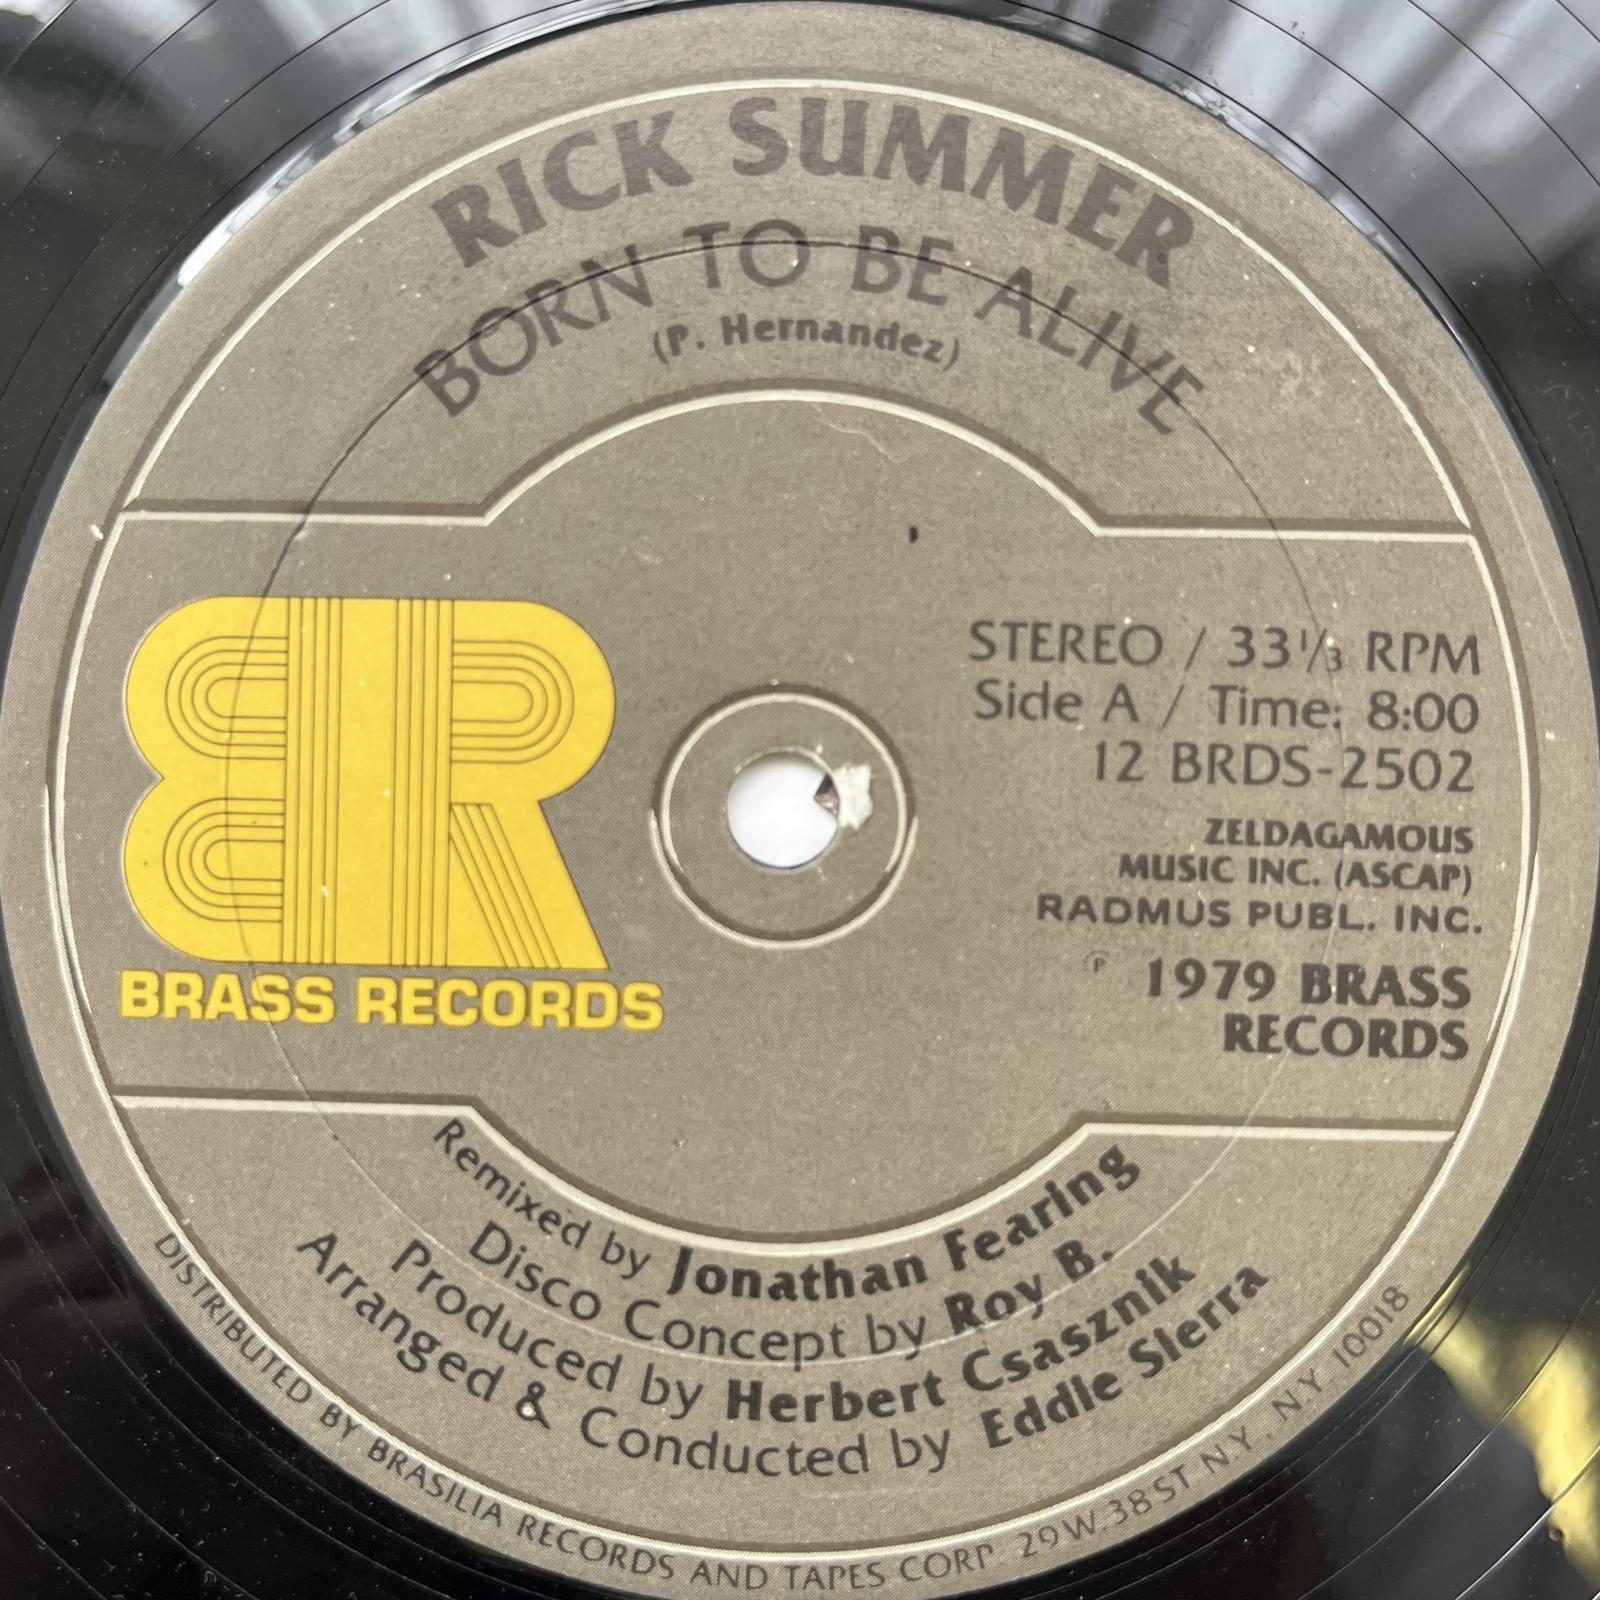 RICK SUMMER
BORN TO BE ALIVE
(P. Hernandez)
STEREO / 33 1/3 RPM
Side A / Time: 8:00
12 BRDS-2502
ZELDAGAMOUS
MUSIC INC. (ASCAP)
RADMUS PUBL. INC.
℗ 1979 BRASS
RECORDS
BR
BRASS RECORDS
Remixed by Jonathan Fearing
Disco Concept by Roy B.
Produced by Herbert Csasznik
Arranged & Conducted by Eddie Sierra
DISTRIBUTED BY BRASILIA RECORDS AND TAPES CORP. 29 W. 38 ST N.Y., N.Y. 10018